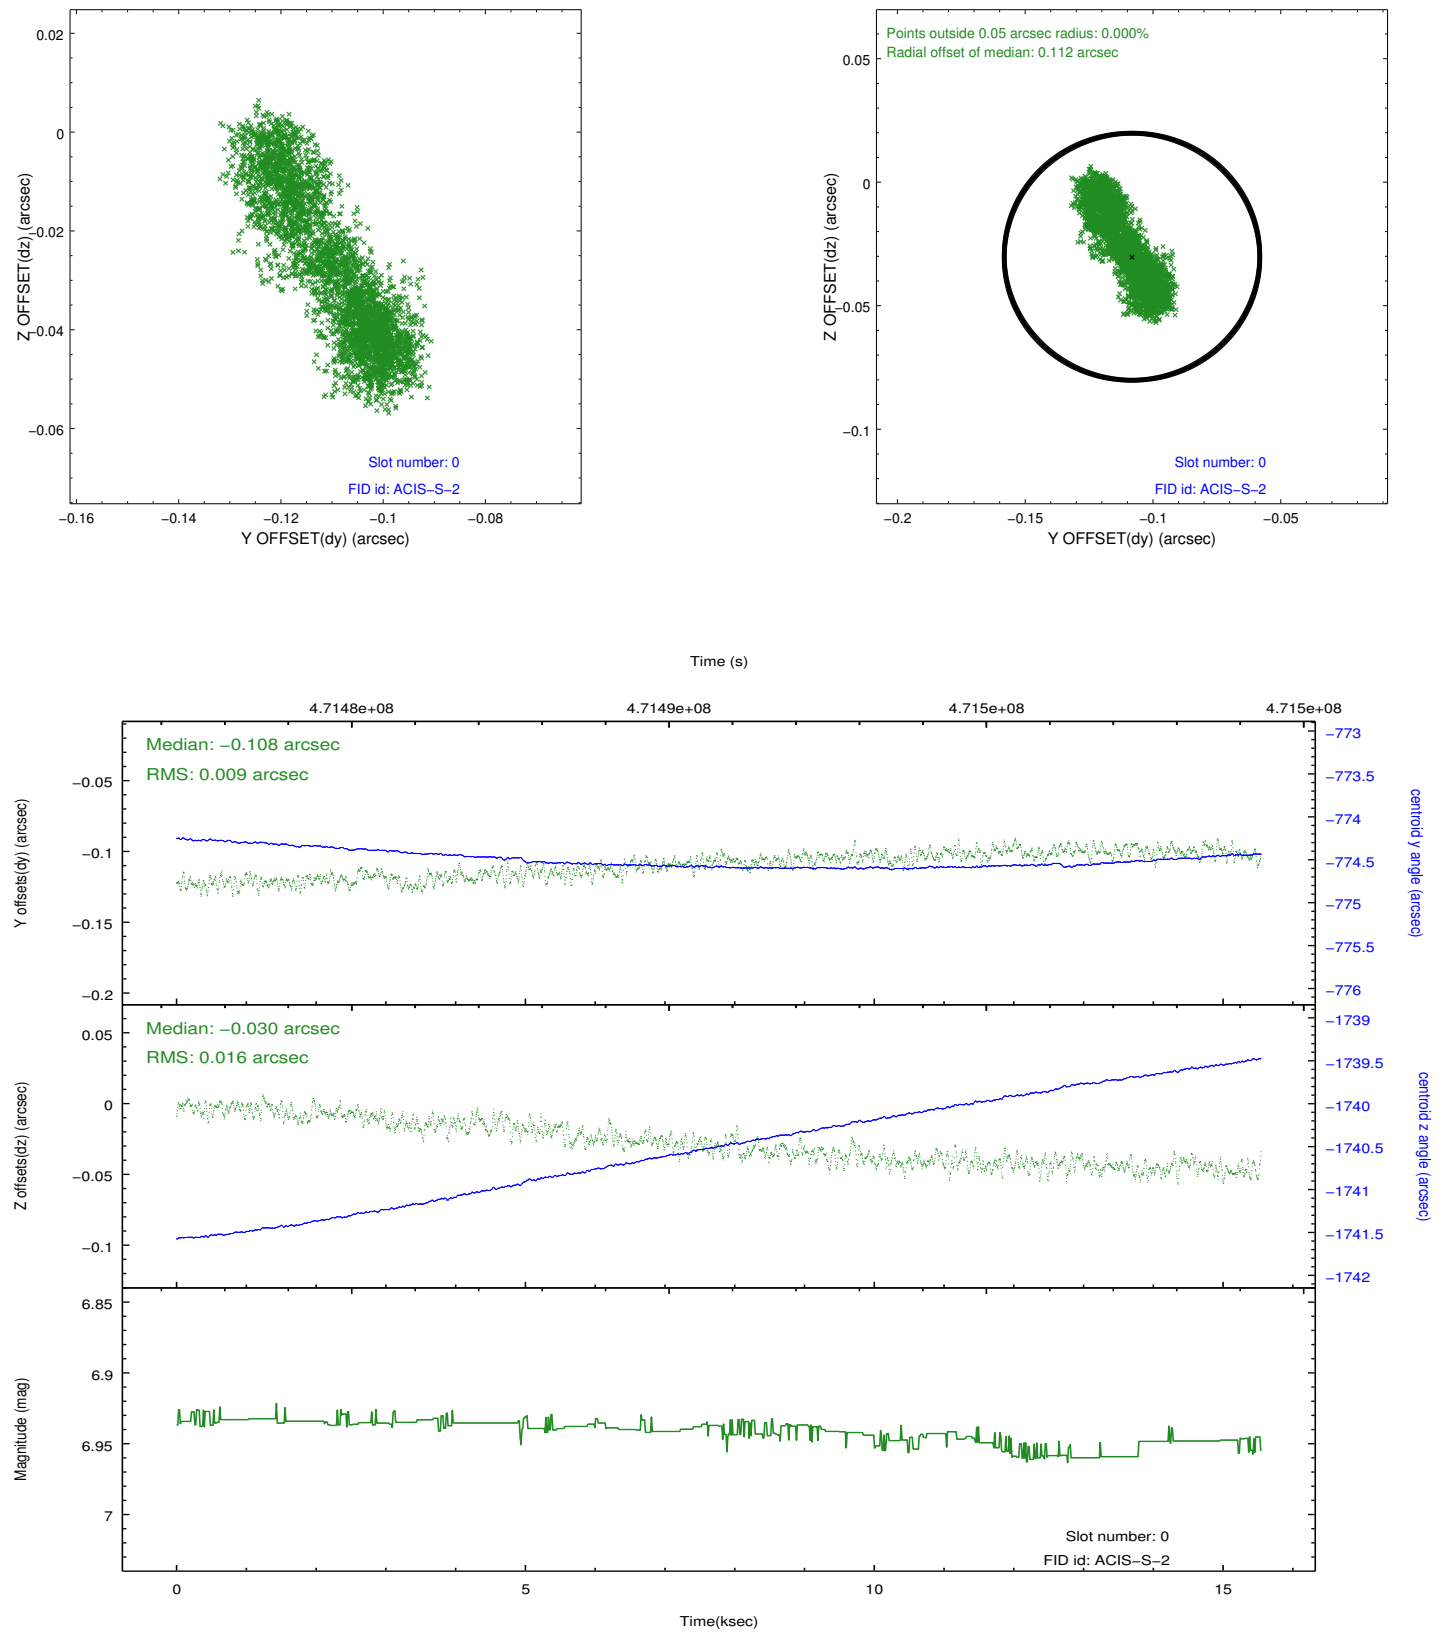 0.02
0
−0.02
−0.04
−0.06
Z OFFSET(dz) (arcsec)
−0.16
−0.14
−0.12
−0.1
−0.08
Y OFFSET(dy) (arcsec)
Slot number: 0
FID id: ACIS−S−2
Points outside 0.05 arcsec radius: 0.000%
Radial offset of median: 0.112 arcsec
0.05
0
−0.05
−0.1
Z OFFSET(dz) (arcsec)
−0.2
−0.15
−0.1
−0.05
Y OFFSET(dy) (arcsec)
Slot number: 0
FID id: ACIS−S−2
Time (s)
4.7148e+08
4.7149e+08
4.715e+08
4.715e+08
Median: −0.108 arcsec
RMS: 0.009 arcsec
−0.05
−0.1
−0.15
−0.2
Y offsets(dy) (arcsec)
−773
−773.5
−774
−774.5
−775
−775.5
−776
centroid y angle (arcsec)
Median: −0.030 arcsec
RMS: 0.016 arcsec
0.05
0
−0.05
−0.1
Z offsets(dz) (arcsec)
−1739
−1739.5
−1740
−1740.5
−1741
−1741.5
−1742
centroid z angle (arcsec)
6.85
6.9
6.95
7
Magnitude (mag)
Slot number: 0
FID id: ACIS−S−2
0
5
10
15
Time(ksec)